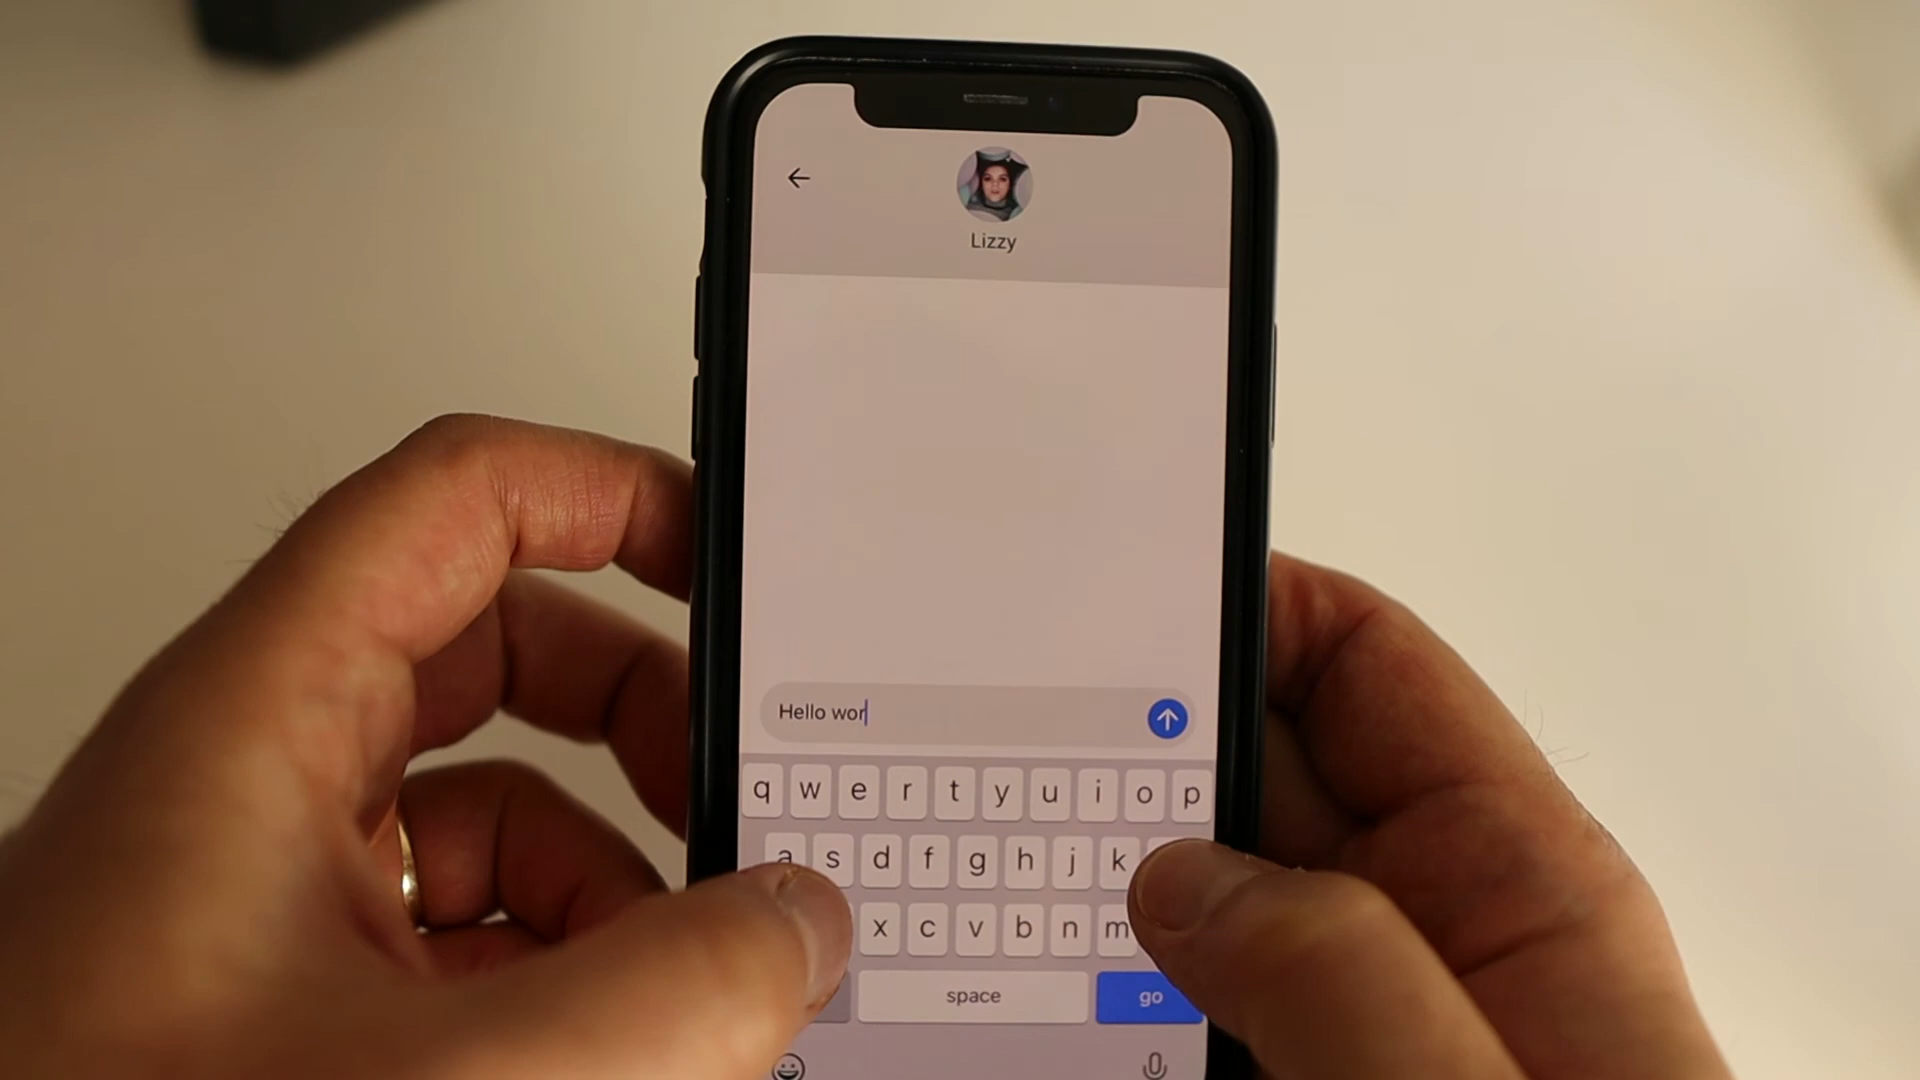 Lizzy
Hello wor
q w e r t y u i o p
a s d f g h j k
x c v b n m
space go